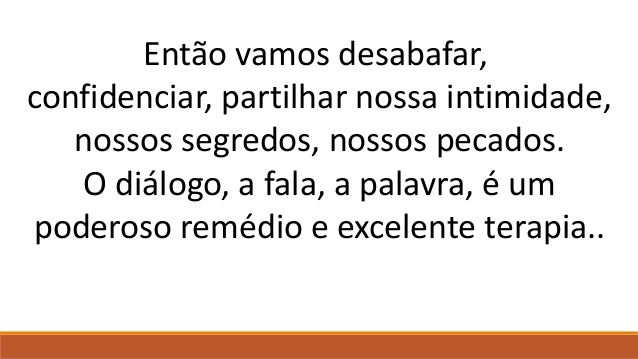 Então vamos desabafar,
confidenciar, partilhar nossa intimidade,
nossos segredos, nossos pecados.
O diálogo, a fala, a palavra, é um
poderoso remédio e excelente terapia..